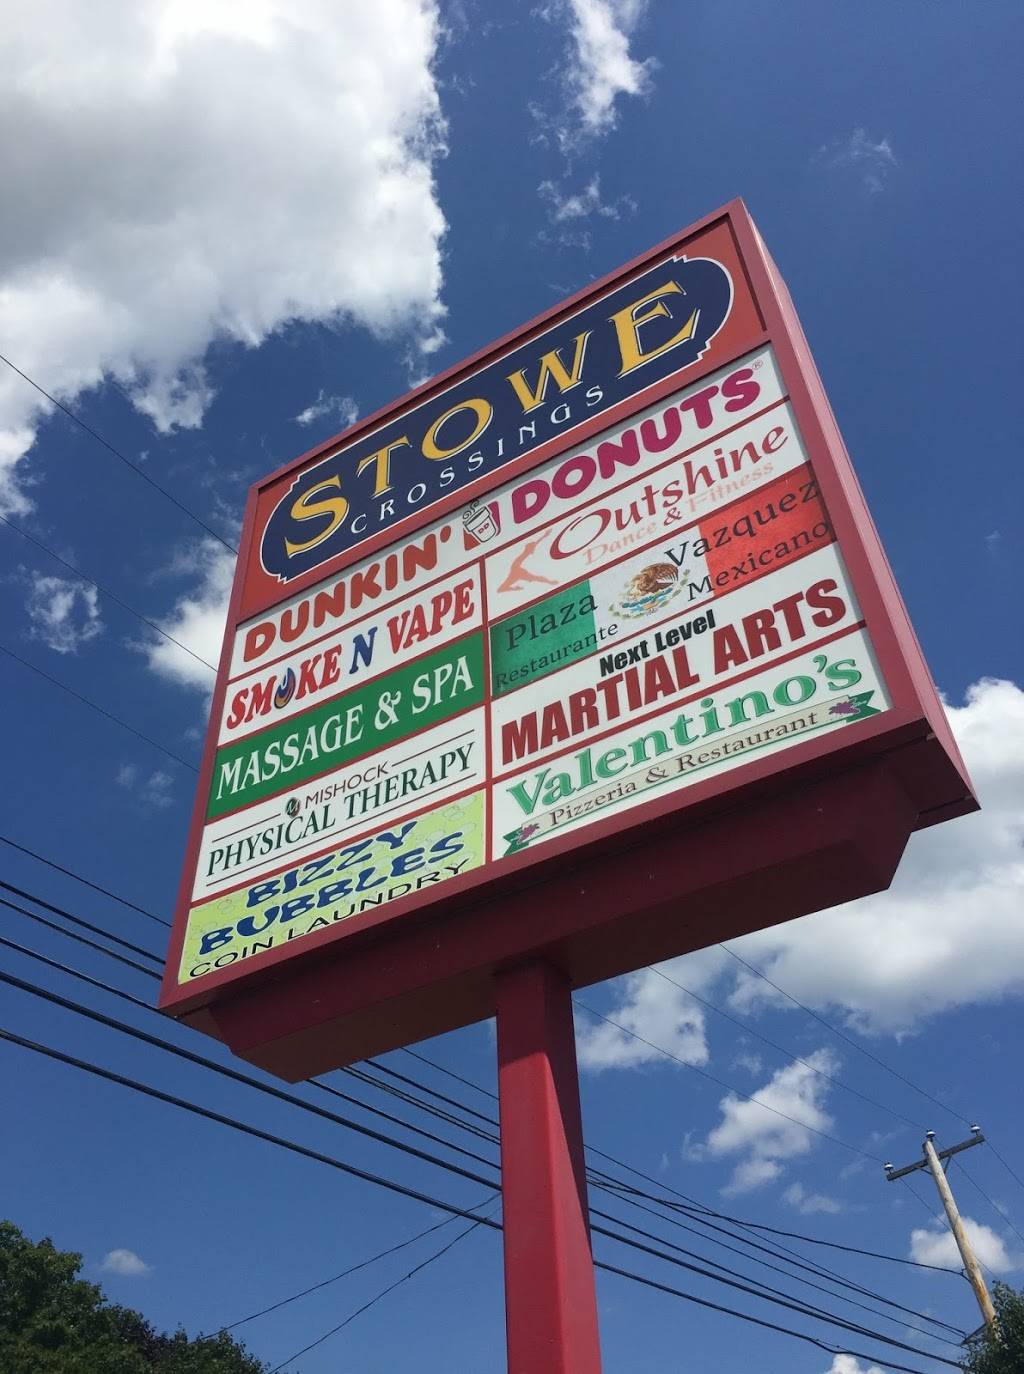 STOWE
CROSSINGS
DUNKIN' DONUTS®
SMOKE N VAPE
Outshine
Dance & Fitness
MASSAGE & SPA
Plaza Vazquez
Restaurante Mexicano
MISHOCK
PHYSICAL THERAPY
Next Level
MARTIAL ARTS
BIZZY
BUBBLES
COIN LAUNDRY
Valentino's
Pizzeria & Restaurant